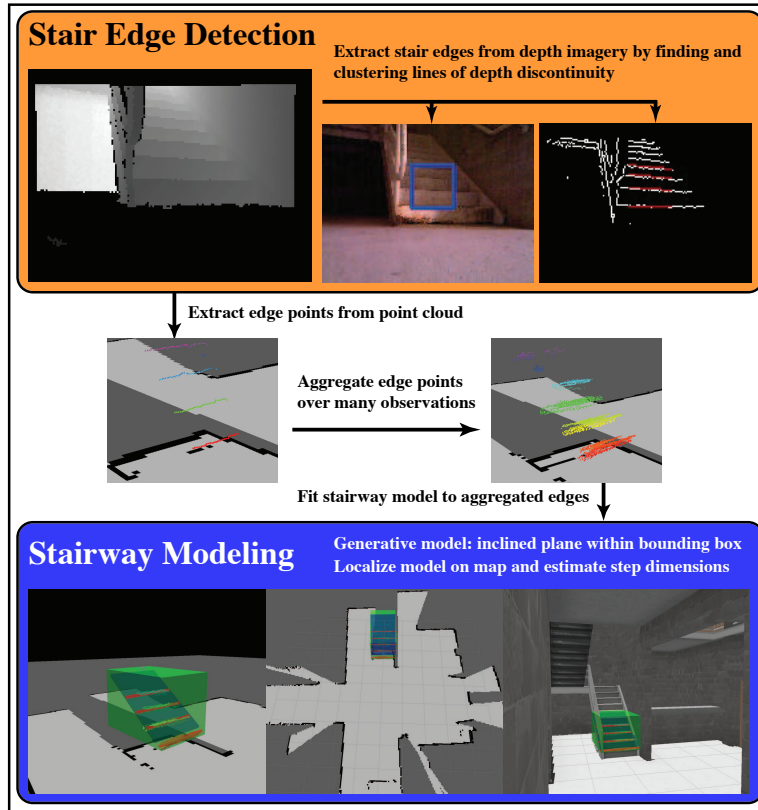 Stair Edge Detection
Extract stair edges from depth imagery by finding and
clustering lines of depth discontinuity
Extract edge points from point cloud
Aggregate edge points
over many observations
Fit stairway model to aggregated edges
Stairway Modeling
Generative model: inclined plane within bounding box
Localize model on map and estimate step dimensions